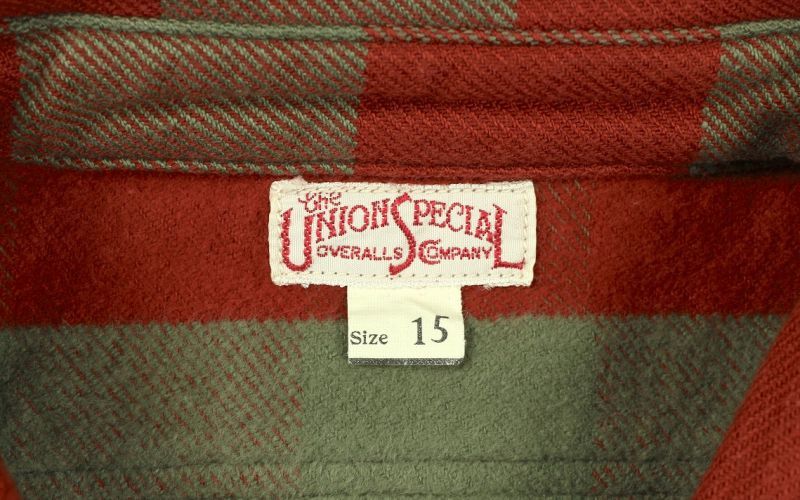 the
UNION SPECIAL
OVERALLS COMPANY
Size 15